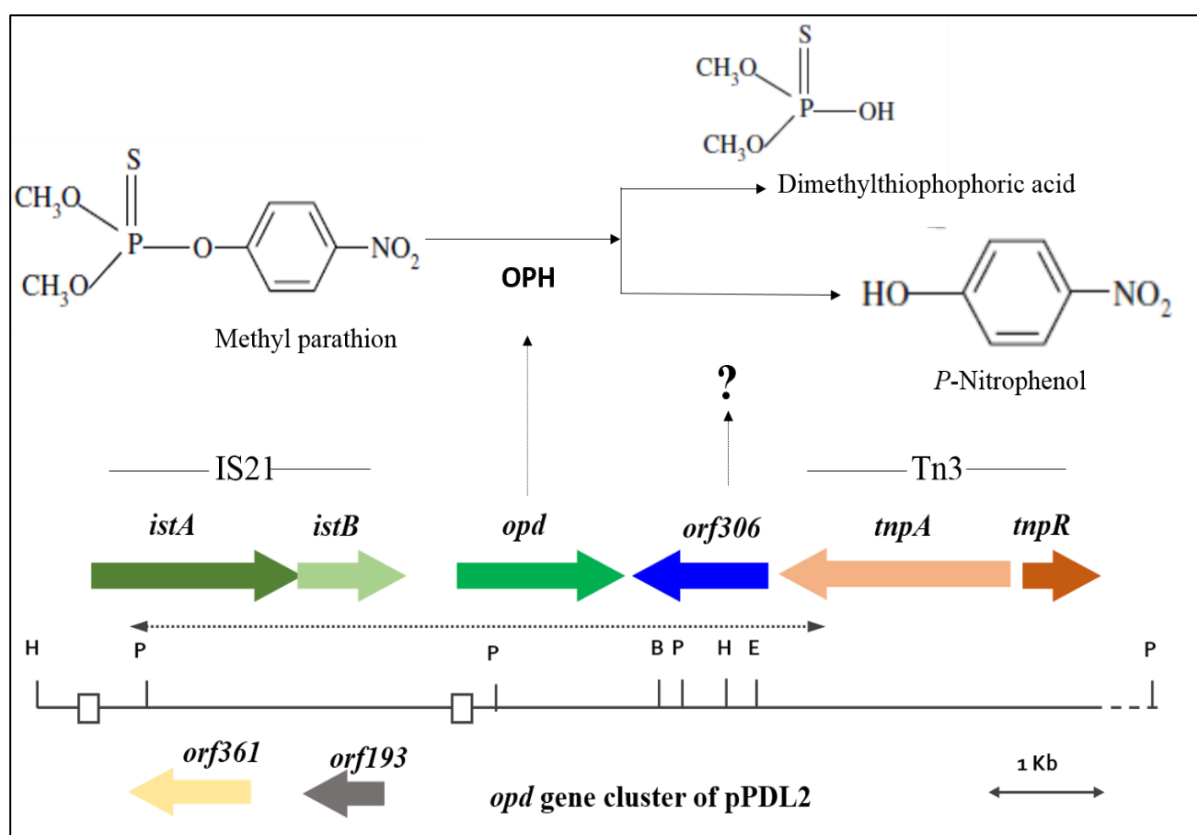 S
CH₃O
P
OH
CH₃O
Dimethylthiophophoric acid
S
CH₃O
P
O
NO₂
CH₃O
OPH
Methyl parathion
HO
NO₂
P-Nitrophenol
?
IS21
Tn3
istA istB opd orf306 tnpA tnpR
H P P B P H E P
orf361 orf193
1 Kb
opd gene cluster of pPDL2